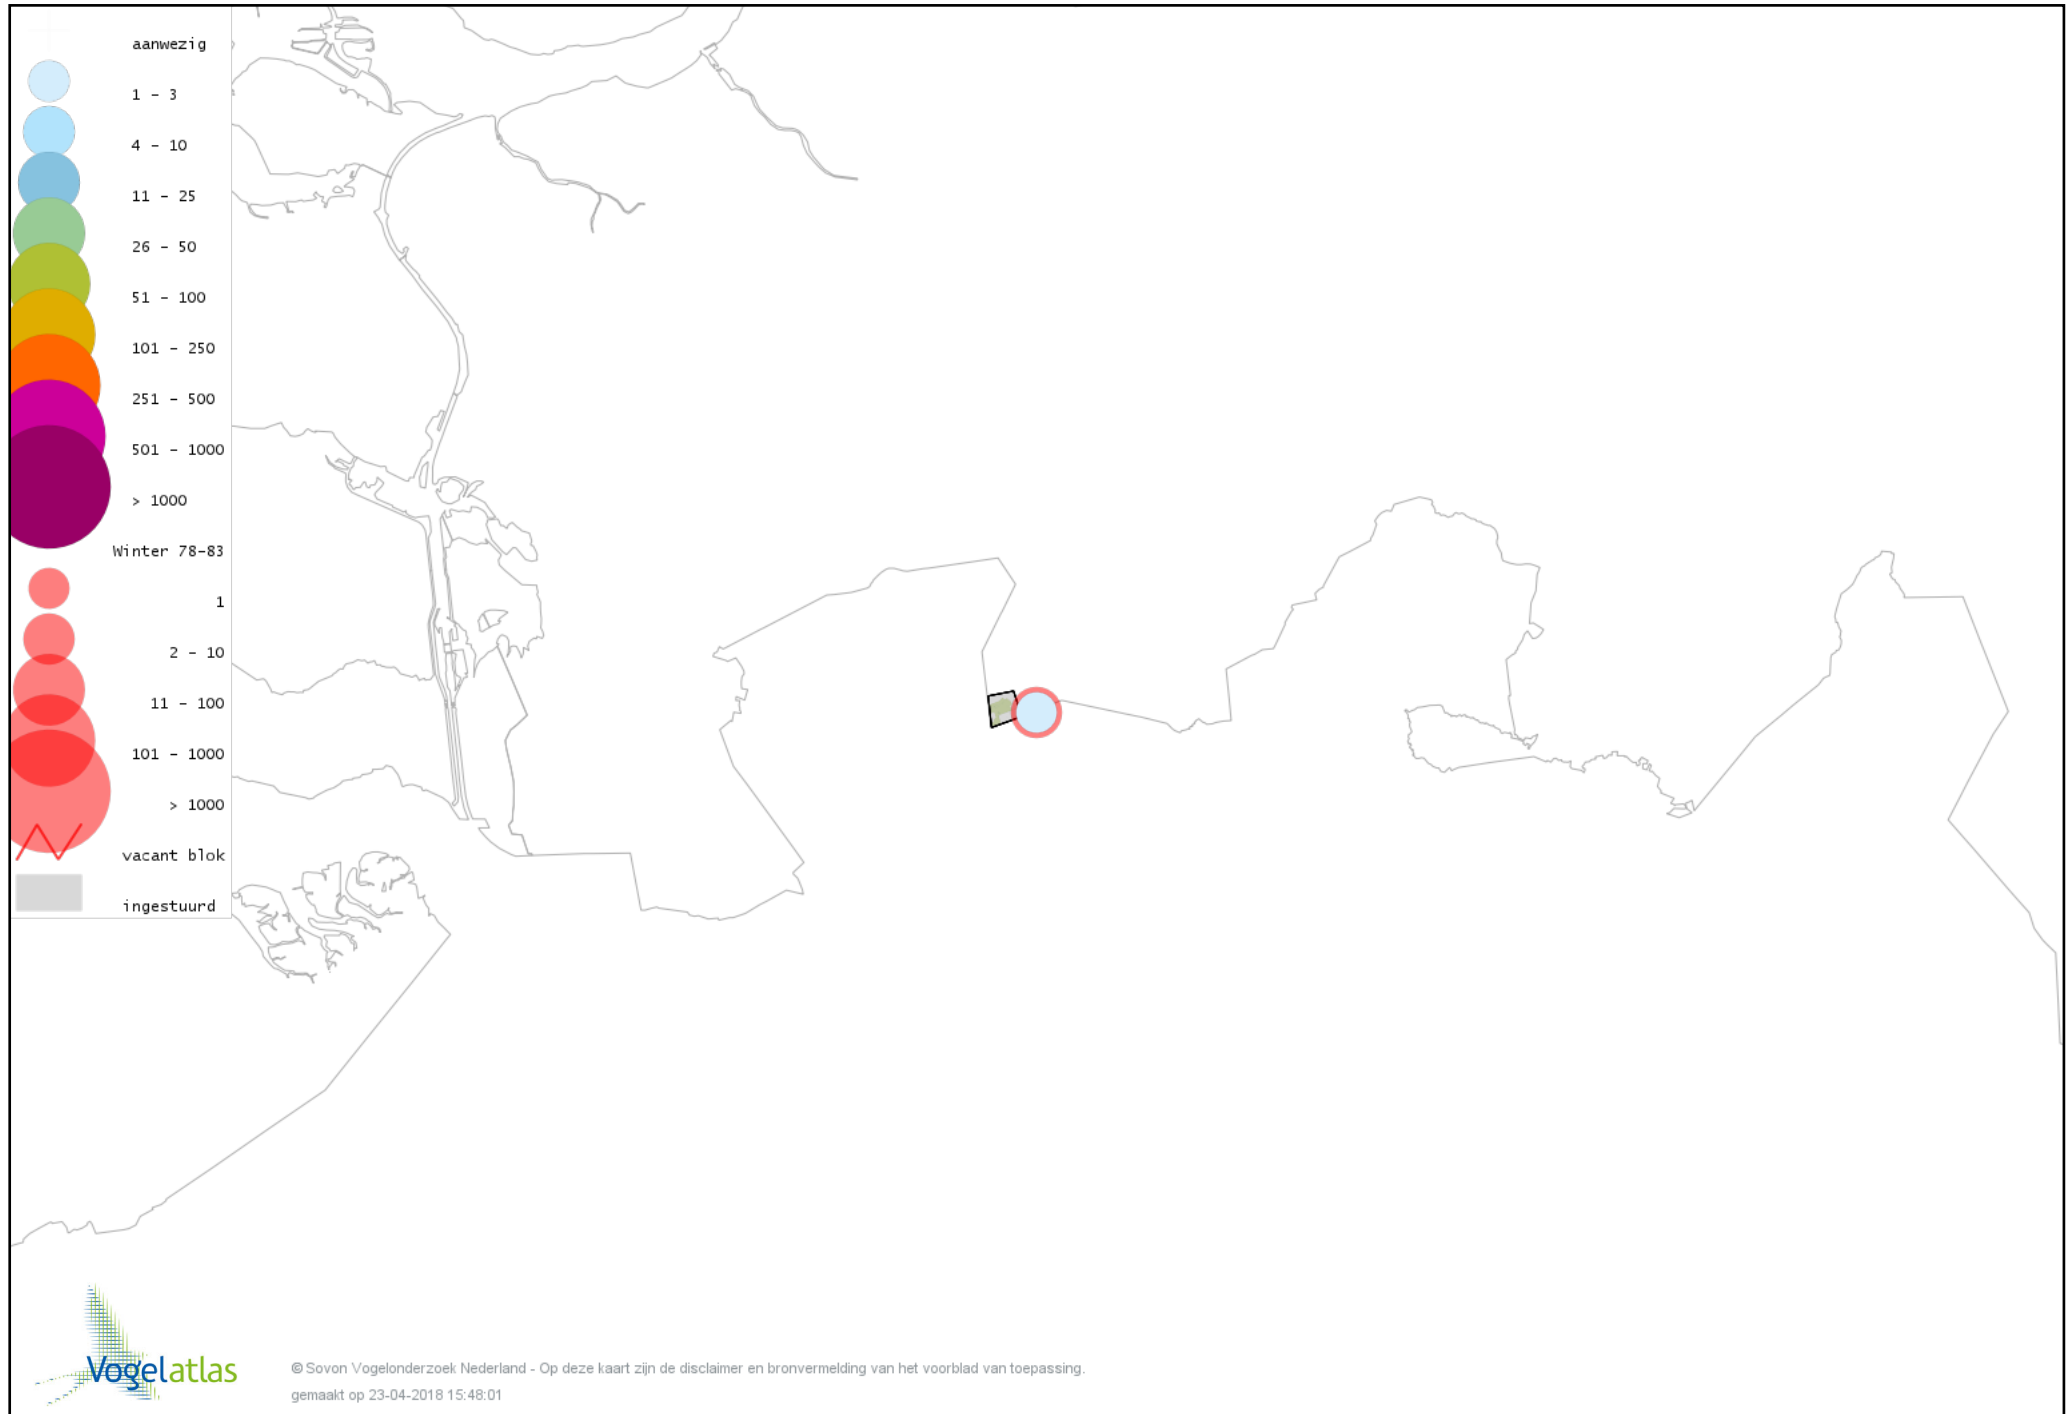 aanwezig
1 - 3
4 - 10
11 - 25
26 - 50
51 - 100
101 - 250
251 - 500
501 - 1000
> 1000
Winter 78-83
1
2 - 10
11 - 100
101 - 1000
> 1000
vacant blok
ingestuurd
Vogelatlas
© Sovon Vogelonderzoek Nederland - Op deze kaart zijn de disclaimer en bronvermelding van het voorblad van toepassing.
gemaakt op 23-04-2018 15:48:01